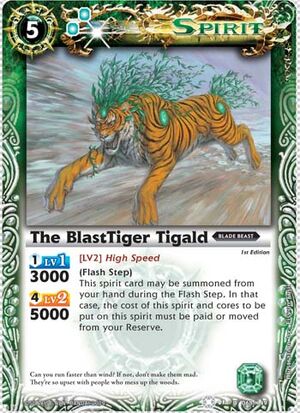 5
SPIRIT
The BlastTiger Tigald
BLADE BEAST
1st Edition
1 LV1
3000
4 LV2
5000
[LV2] High Speed
(Flash Step)
This spirit card may be summoned from
your hand during the Flash Step. In that
case, the cost of this spirit and cores to be
put on this spirit must be paid or moved
from your Reserve.
Can you run faster than wind? If not, don't make them mad.
They're so upset with people who mess up the woods.